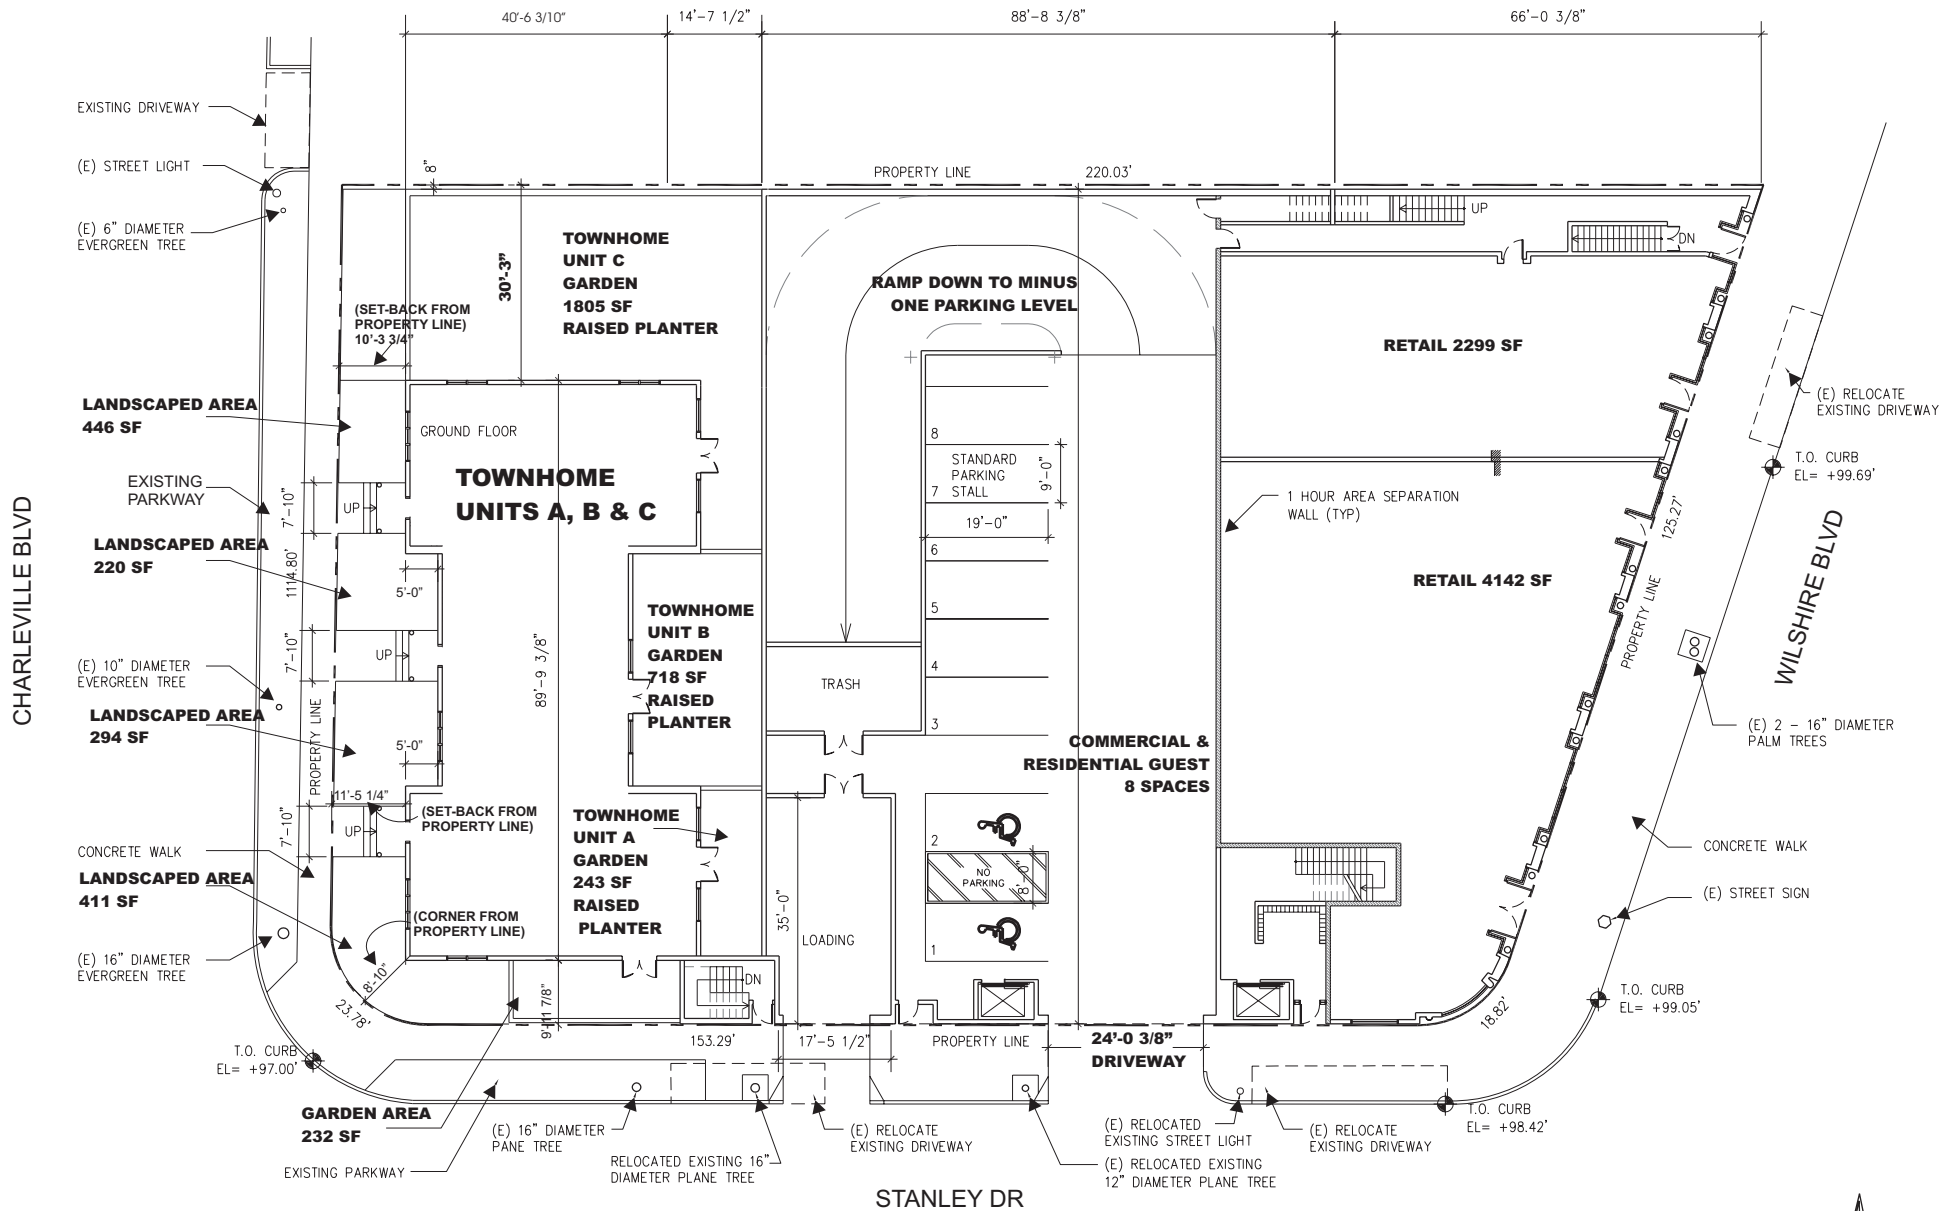 40'-6 3/10"
14'-7 1/2"
88'-8 3/8"
66'-0 3/8"
EXISTING DRIVEWAY
(E) STREET LIGHT
(E) 6" DIAMETER
EVERGREEN TREE
8"
PROPERTY LINE
220.03'
UP
DN
30'-3"
TOWNHOME
UNIT C
GARDEN
1805 SF
RAISED PLANTER
RAMP DOWN TO MINUS
ONE PARKING LEVEL
(SET-BACK FROM
PROPERTY LINE)
10'-3 3/4"
RETAIL 2299 SF
(E) RELOCATE
EXISTING DRIVEWAY
LANDSCAPED AREA
446 SF
GROUND FLOOR
TOWNHOME
UNITS A, B & C
8
STANDARD
PARKING
STALL
7
9'-0"
19'-0"
T.O. CURB
EL= +99.69'
EXISTING
PARKWAY
7'-10"
UP
1 HOUR AREA SEPARATION
WALL (TYP)
125.27'
CHARLEVILLE BLVD
WILSHIRE BLVD
LANDSCAPED AREA
220 SF
1114.80'
5'-0"
6
5
4
3
RETAIL 4142 SF
PROPERTY LINE
TOWNHOME
UNIT B
GARDEN
718 SF
RAISED
PLANTER
89'-9 3/8"
7'-10"
UP
(E) 10" DIAMETER
EVERGREEN TREE
TRASH
LANDSCAPED AREA
294 SF
PROPERTY LINE
5'-0"
(E) 2 - 16" DIAMETER
PALM TREES
COMMERCIAL &
RESIDENTIAL GUEST
8 SPACES
11'-5 1/4"
(SET-BACK FROM
PROPERTY LINE)
7'-10"
UP
TOWNHOME
UNIT A
GARDEN
243 SF
RAISED
PLANTER
2
NO
PARKING
8'-0"
1
CONCRETE WALK
LANDSCAPED AREA
411 SF
(CORNER FROM
PROPERTY LINE)
35'-0"
LOADING
CONCRETE WALK
(E) STREET SIGN
(E) 16" DIAMETER
EVERGREEN TREE
8'-10"
23.78'
DN
9'-11 7/8"
T.O. CURB
EL= +99.05'
18.82'
T.O. CURB
EL= +97.00'
153.29'
17'-5 1/2"
PROPERTY LINE
24'-0 3/8"
DRIVEWAY
GARDEN AREA
232 SF
(E) 16" DIAMETER
PANE TREE
EXISTING PARKWAY
RELOCATED EXISTING 16"
DIAMETER PLANE TREE
(E) RELOCATE
EXISTING DRIVEWAY
(E) RELOCATED
EXISTING STREET LIGHT
(E) RELOCATED EXISTING
12" DIAMETER PLANE TREE
(E) RELOCATE
EXISTING DRIVEWAY
T.O. CURB
EL= +98.42'
STANLEY DR